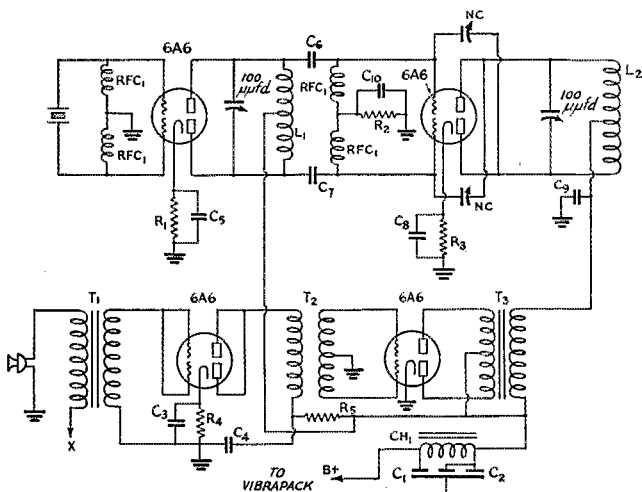 6A6
RFC₁
RFC₁
R₁
C₅
100 μμfd
L₁
C₆
C₇
RFC₁
RFC₁
C₁₀
R₂
6A6
NC
NC
C₈
R₃
100 μμfd
L₂
C₉
T₁
X
6A6
C₃
R₄
C₄
T₂
R₅
6A6
T₃
CH₁
TO VIBRAPACK
B+
C₁
C₂